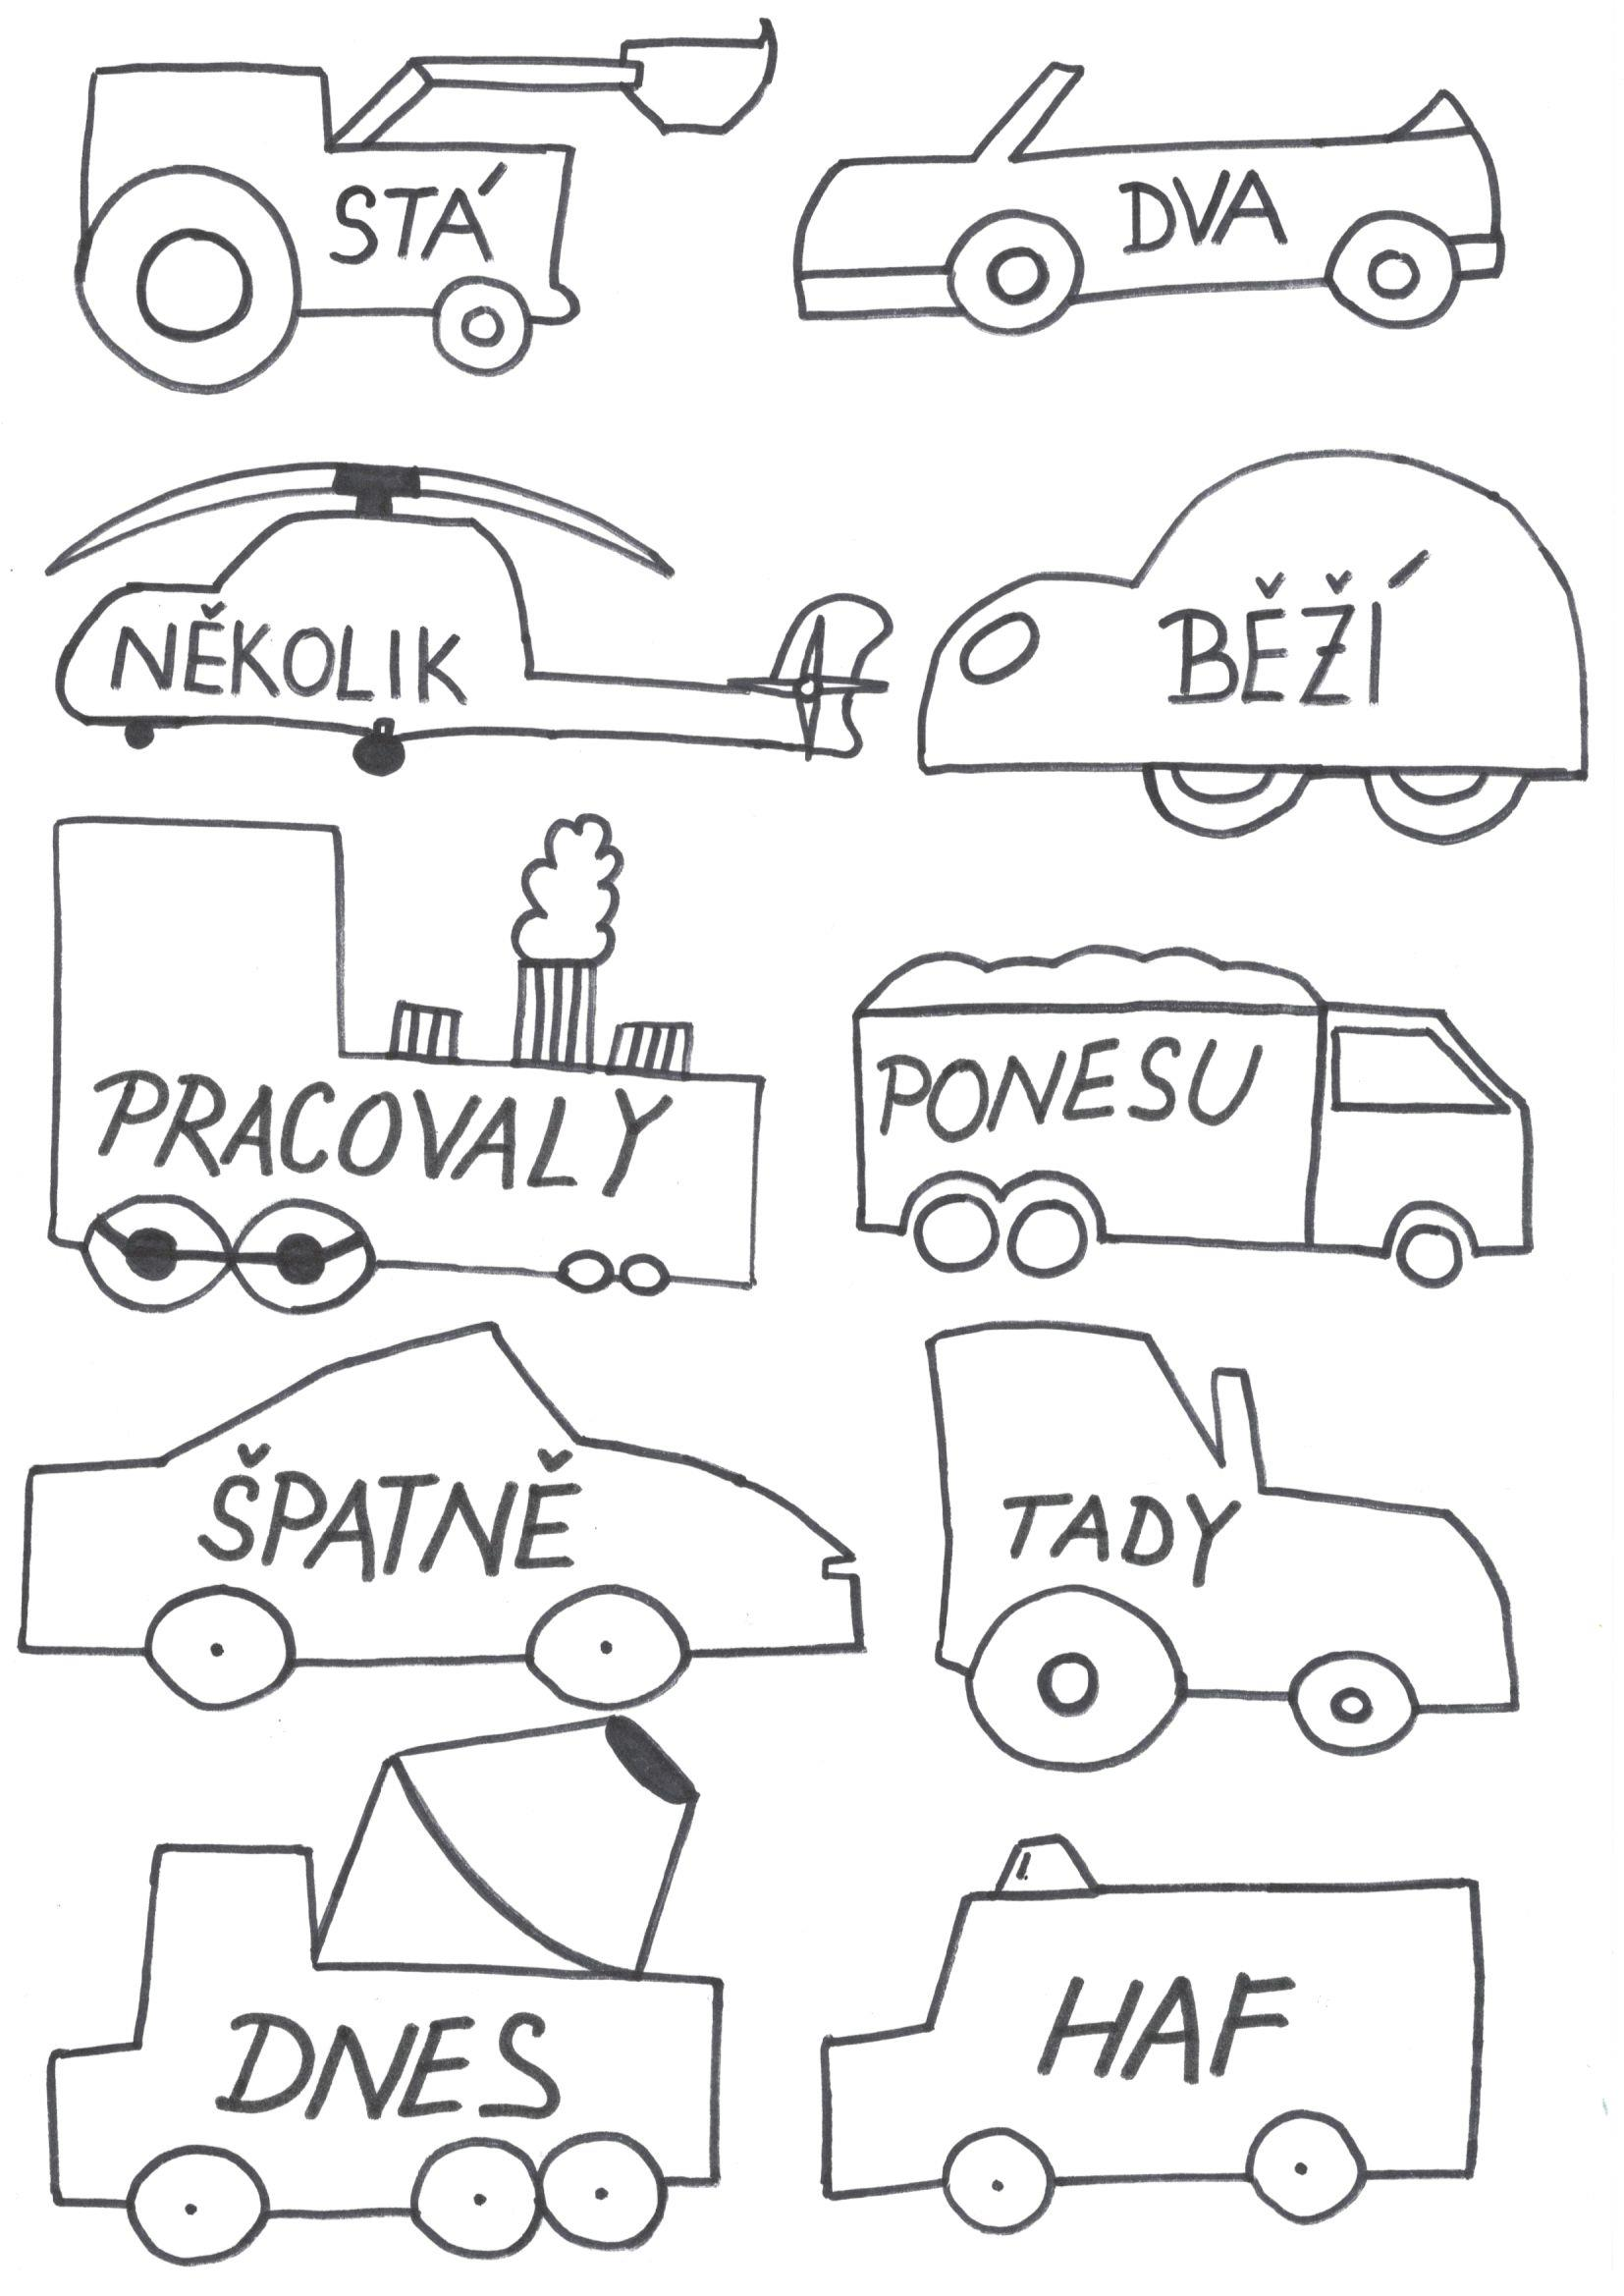 STÁ
DVA
NĚKOLIK
BĚŽÍ
PRACOVALY
PONESU
ŠPATNĚ
TADY
DNES
HAF